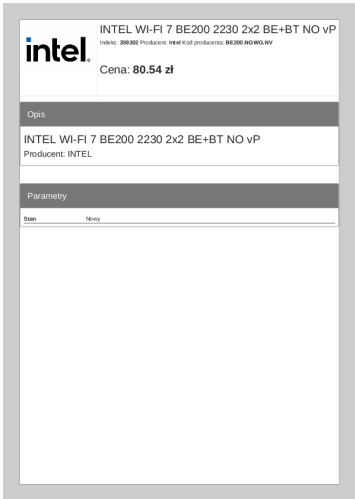 intel.
INTEL WI-FI 7 BE200 2230 2x2 BE+BT NO vP
Indeks: 359302 Producent: Intel Kod producenta: BE200.NGWG.NV
Cena: 80.54 zł
Opis
INTEL WI-FI 7 BE200 2230 2x2 BE+BT NO vP
Producent: INTEL
Parametry
Stan Nowy